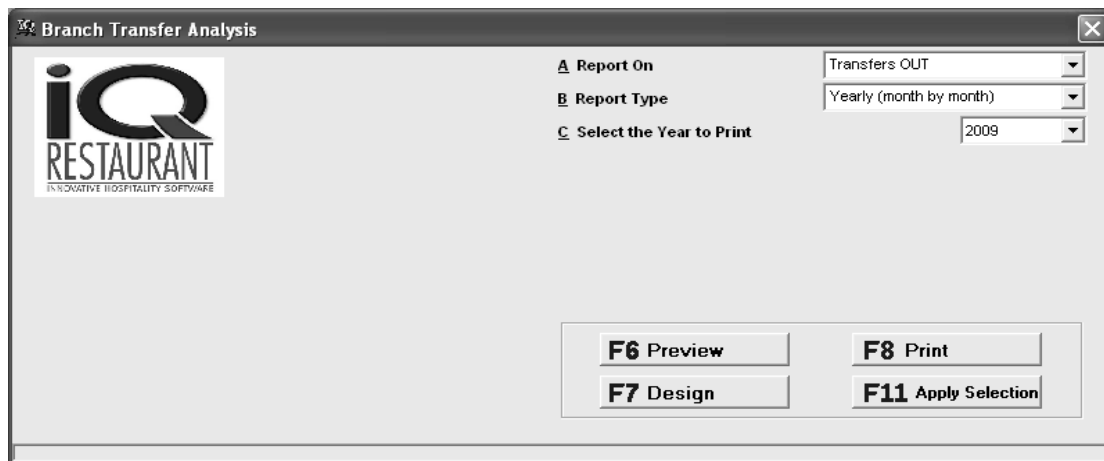 Branch Transfer Analysis
iQ
RESTAURANT
INNOVATIVE HOSPITALITY SOFTWARE
A Report On Transfers OUT
B Report Type Yearly (month by month)
C Select the Year to Print 2009
F6 Preview F8 Print
F7 Design F11 Apply Selection